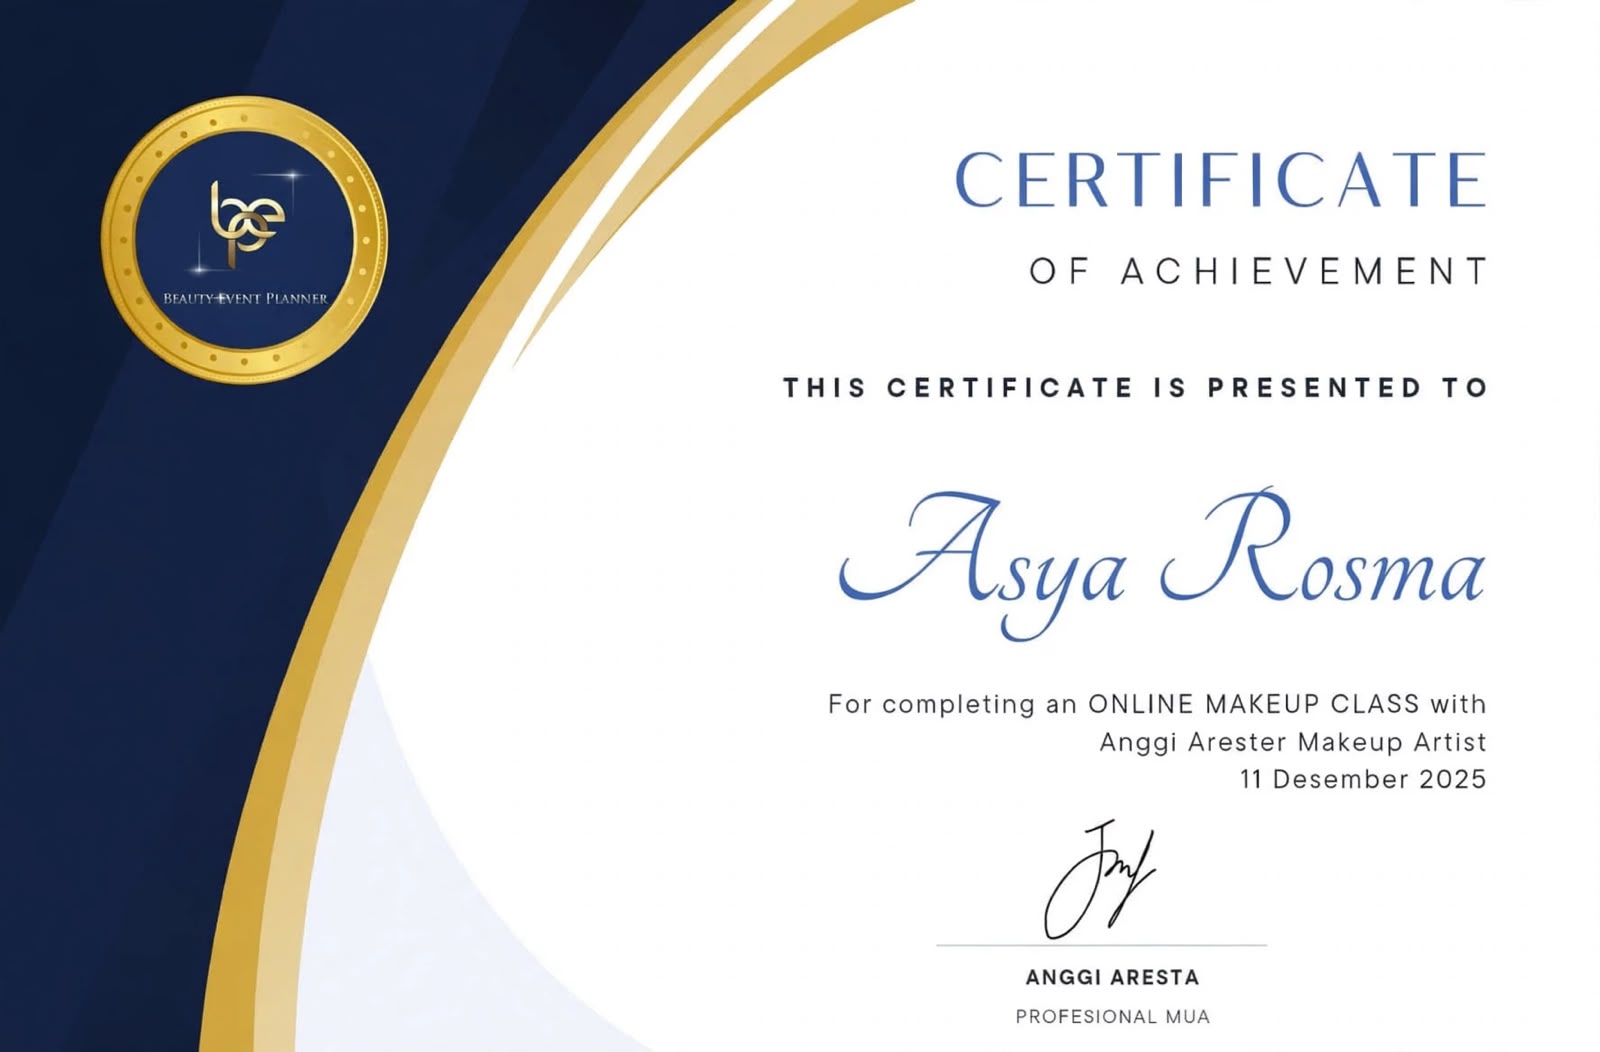 bpe
BEAUTY EVENT PLANNER
CERTIFICATE
OF ACHIEVEMENT
THIS CERTIFICATE IS PRESENTED TO
Asya Rosma
For completing an ONLINE MAKEUP CLASS with
Anggi Arester Makeup Artist
11 Desember 2025
ANGGI ARESTA
PROFESIONAL MUA